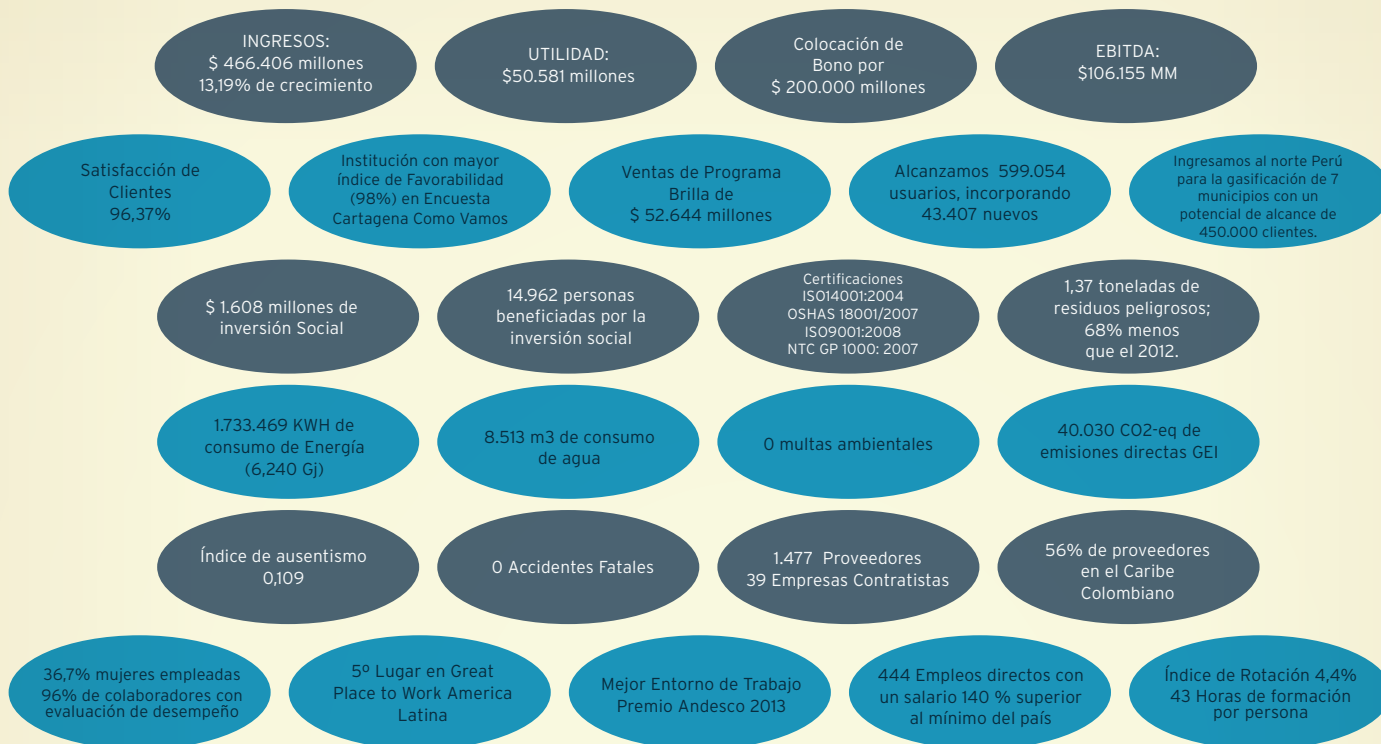 INGRESOS:
$ 466.406 millones
13,19% de crecimiento
UTILIDAD:
$50.581 millones
Colocación de
Bono por
$ 200.000 millones
EBITDA:
$106.155 MM
Satisfacción de
Clientes
96,37%
Institución con mayor
índice de Favorabilidad
(98%) en Encuesta
Cartagena Como Vamos
Ventas de Programa
Brilla de
$ 52.644 millones
Alcanzamos 599.054
usuarios, incorporando
43.407 nuevos
Ingresamos al norte Perú
para la gasificación de 7
municipios con un
potencial de alcance de
450.000 clientes.
$ 1.608 millones de
inversión Social
14.962 personas
beneficiadas por la
inversión social
Certificaciones
ISO14001:2004
OSHAS 18001/2007
ISO9001:2008
NTC GP 1000: 2007
1,37 toneladas de
residuos peligrosos;
68% menos
que el 2012.
1.733.469 KWH de
consumo de Energía
(6,240 Gj)
8.513 m3 de consumo
de agua
0 multas ambientales
40.030 CO2-eq de
emisiones directas GEI
Índice de ausentismo
0,109
0 Accidentes Fatales
1.477 Proveedores
39 Empresas Contratistas
56% de proveedores
en el Caribe
Colombiano
36,7% mujeres empleadas
96% de colaboradores con
evaluación de desempeño
5º Lugar en Great
Place to Work America
Latina
Mejor Entorno de Trabajo
Premio Andesco 2013
444 Empleos directos con
un salario 140 % superior
al mínimo del país
Índice de Rotación 4,4%
43 Horas de formación
por persona